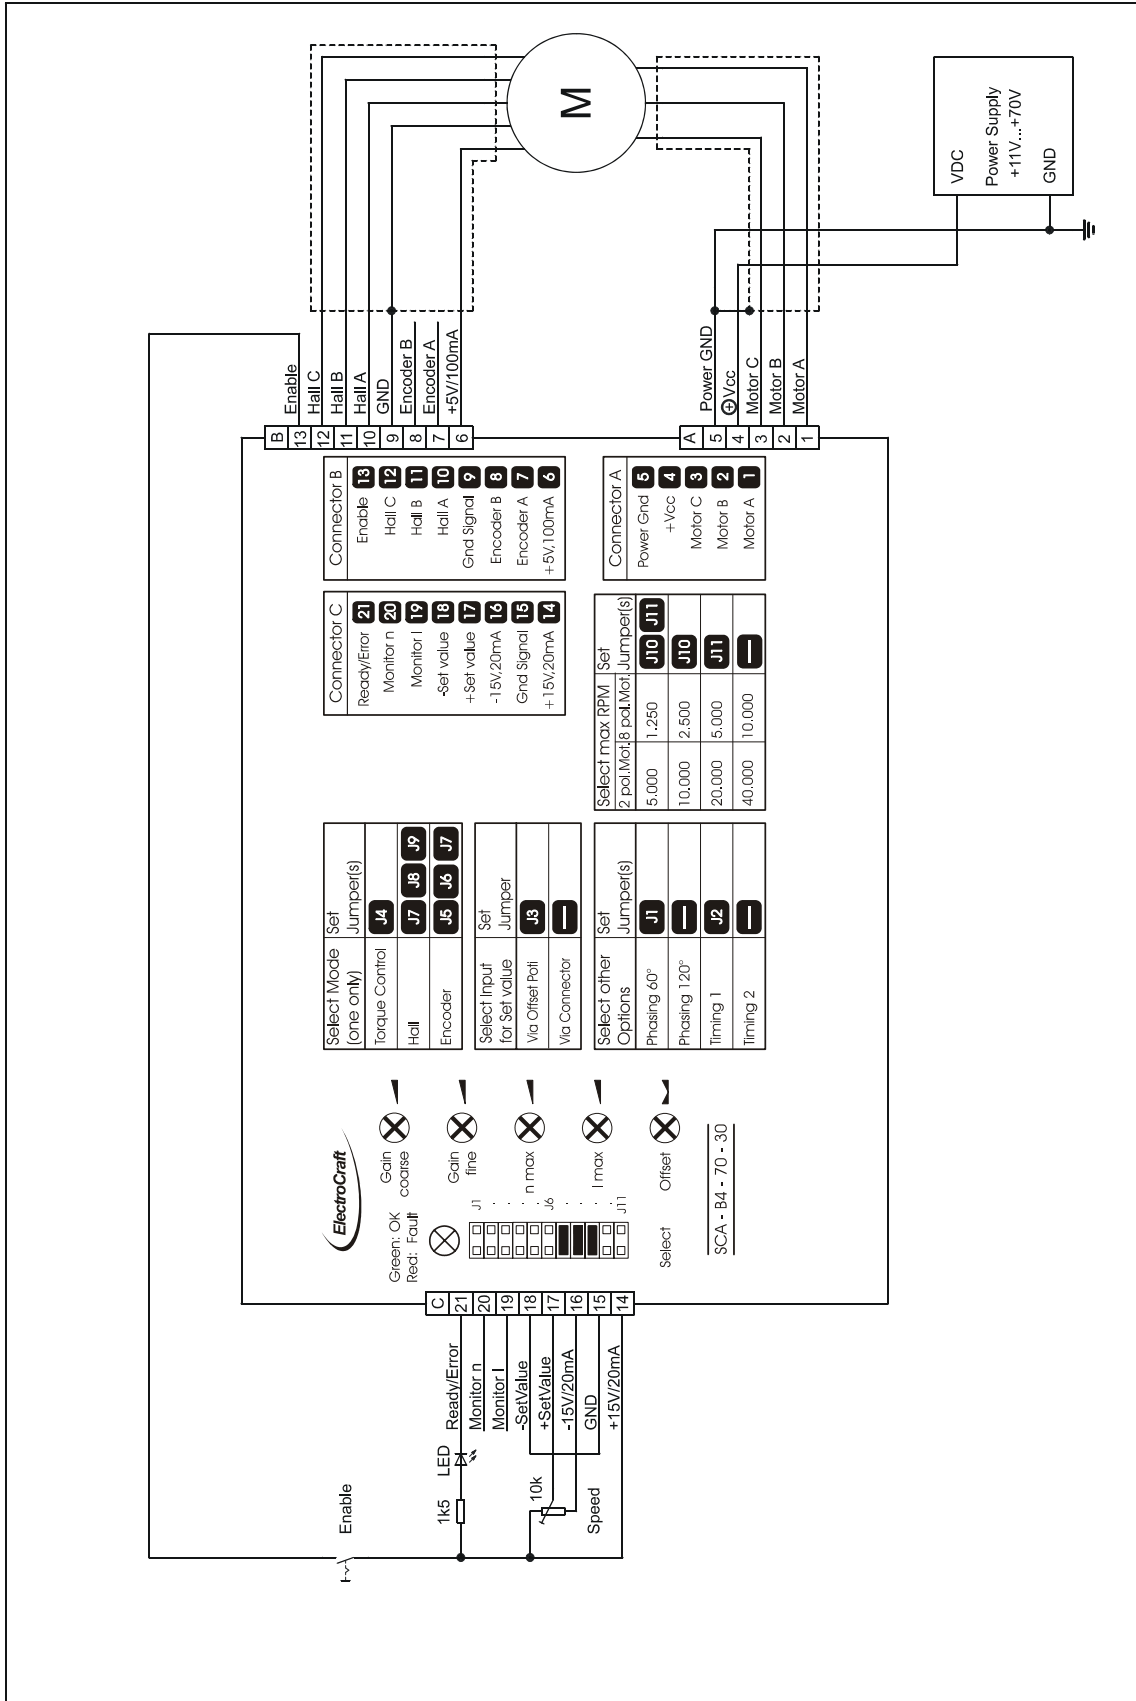 M
VDC
Power Supply
+11V...+70V
GND
Enable
Hall C
Hall B
Hall A
GND
Encoder B
Encoder A
+5V/100mA
B
13
12
11
10
9
8
7
6
Power GND
+Vcc
Motor C
Motor B
Motor A
A
5
4
3
2
1
Connector B
Enable 13
Hall C 12
Hall B 11
Hall A 10
Gnd Signal 9
Encoder B 8
Encoder A 7
+5V,100mA 6
Connector A
Power Gnd 5
+Vcc 4
Motor C 3
Motor B 2
Motor A 1
Connector C
Ready/Error 21
Monitor n 20
Monitor I 19
-Set value 18
+Set value 17
-15V,20mA 16
Gnd Signal 15
+15V,20mA 14
Select max RPM Set
2 pol.Mot. 8 pol.Mot. Jumper(s)
5.000 1.250 J10 J11
10.000 2.500 J10
20.000 5.000 J11
40.000 10.000 —
Select Mode Set
(one only) Jumper(s)
Torque Control J4
Hall J7 J8 J9
Encoder J5 J6 J7
Select Input Set
for Set value Jumper
Via Offset Poti J3
Via Connector —
Select other Set
Options Jumper(s)
Phasing 60° J1
Phasing 120° —
Timing 1 J2
Timing 2 —
ElectroCraft
Green: OK
Red: Fault
Gain
coarse
Gain
fine
n max
I max
Offset
J1
J6
J11
Select
SCA - B4 - 70 - 30
C
21
20
19
18
17
16
15
14
Ready/Error
Monitor n
Monitor I
-SetValue
+SetValue
-15V/20mA
GND
+15V/20mA
LED
1k5
10k
Speed
Enable